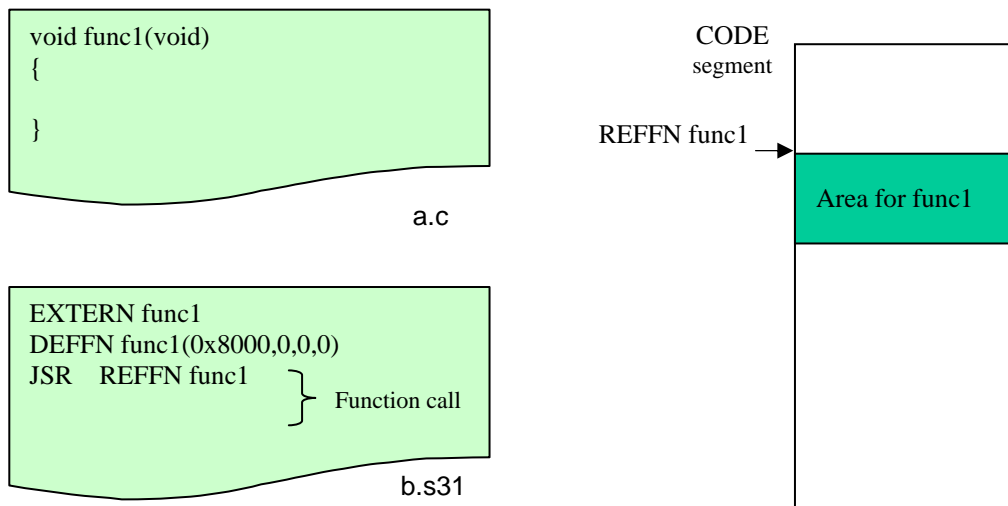 void func1(void)
{
}
a.c
EXTERN func1
DEFFN func1(0x8000,0,0,0)
JSR REFFN func1
Function call
b.s31
CODE
segment
REFFN func1
Area for func1